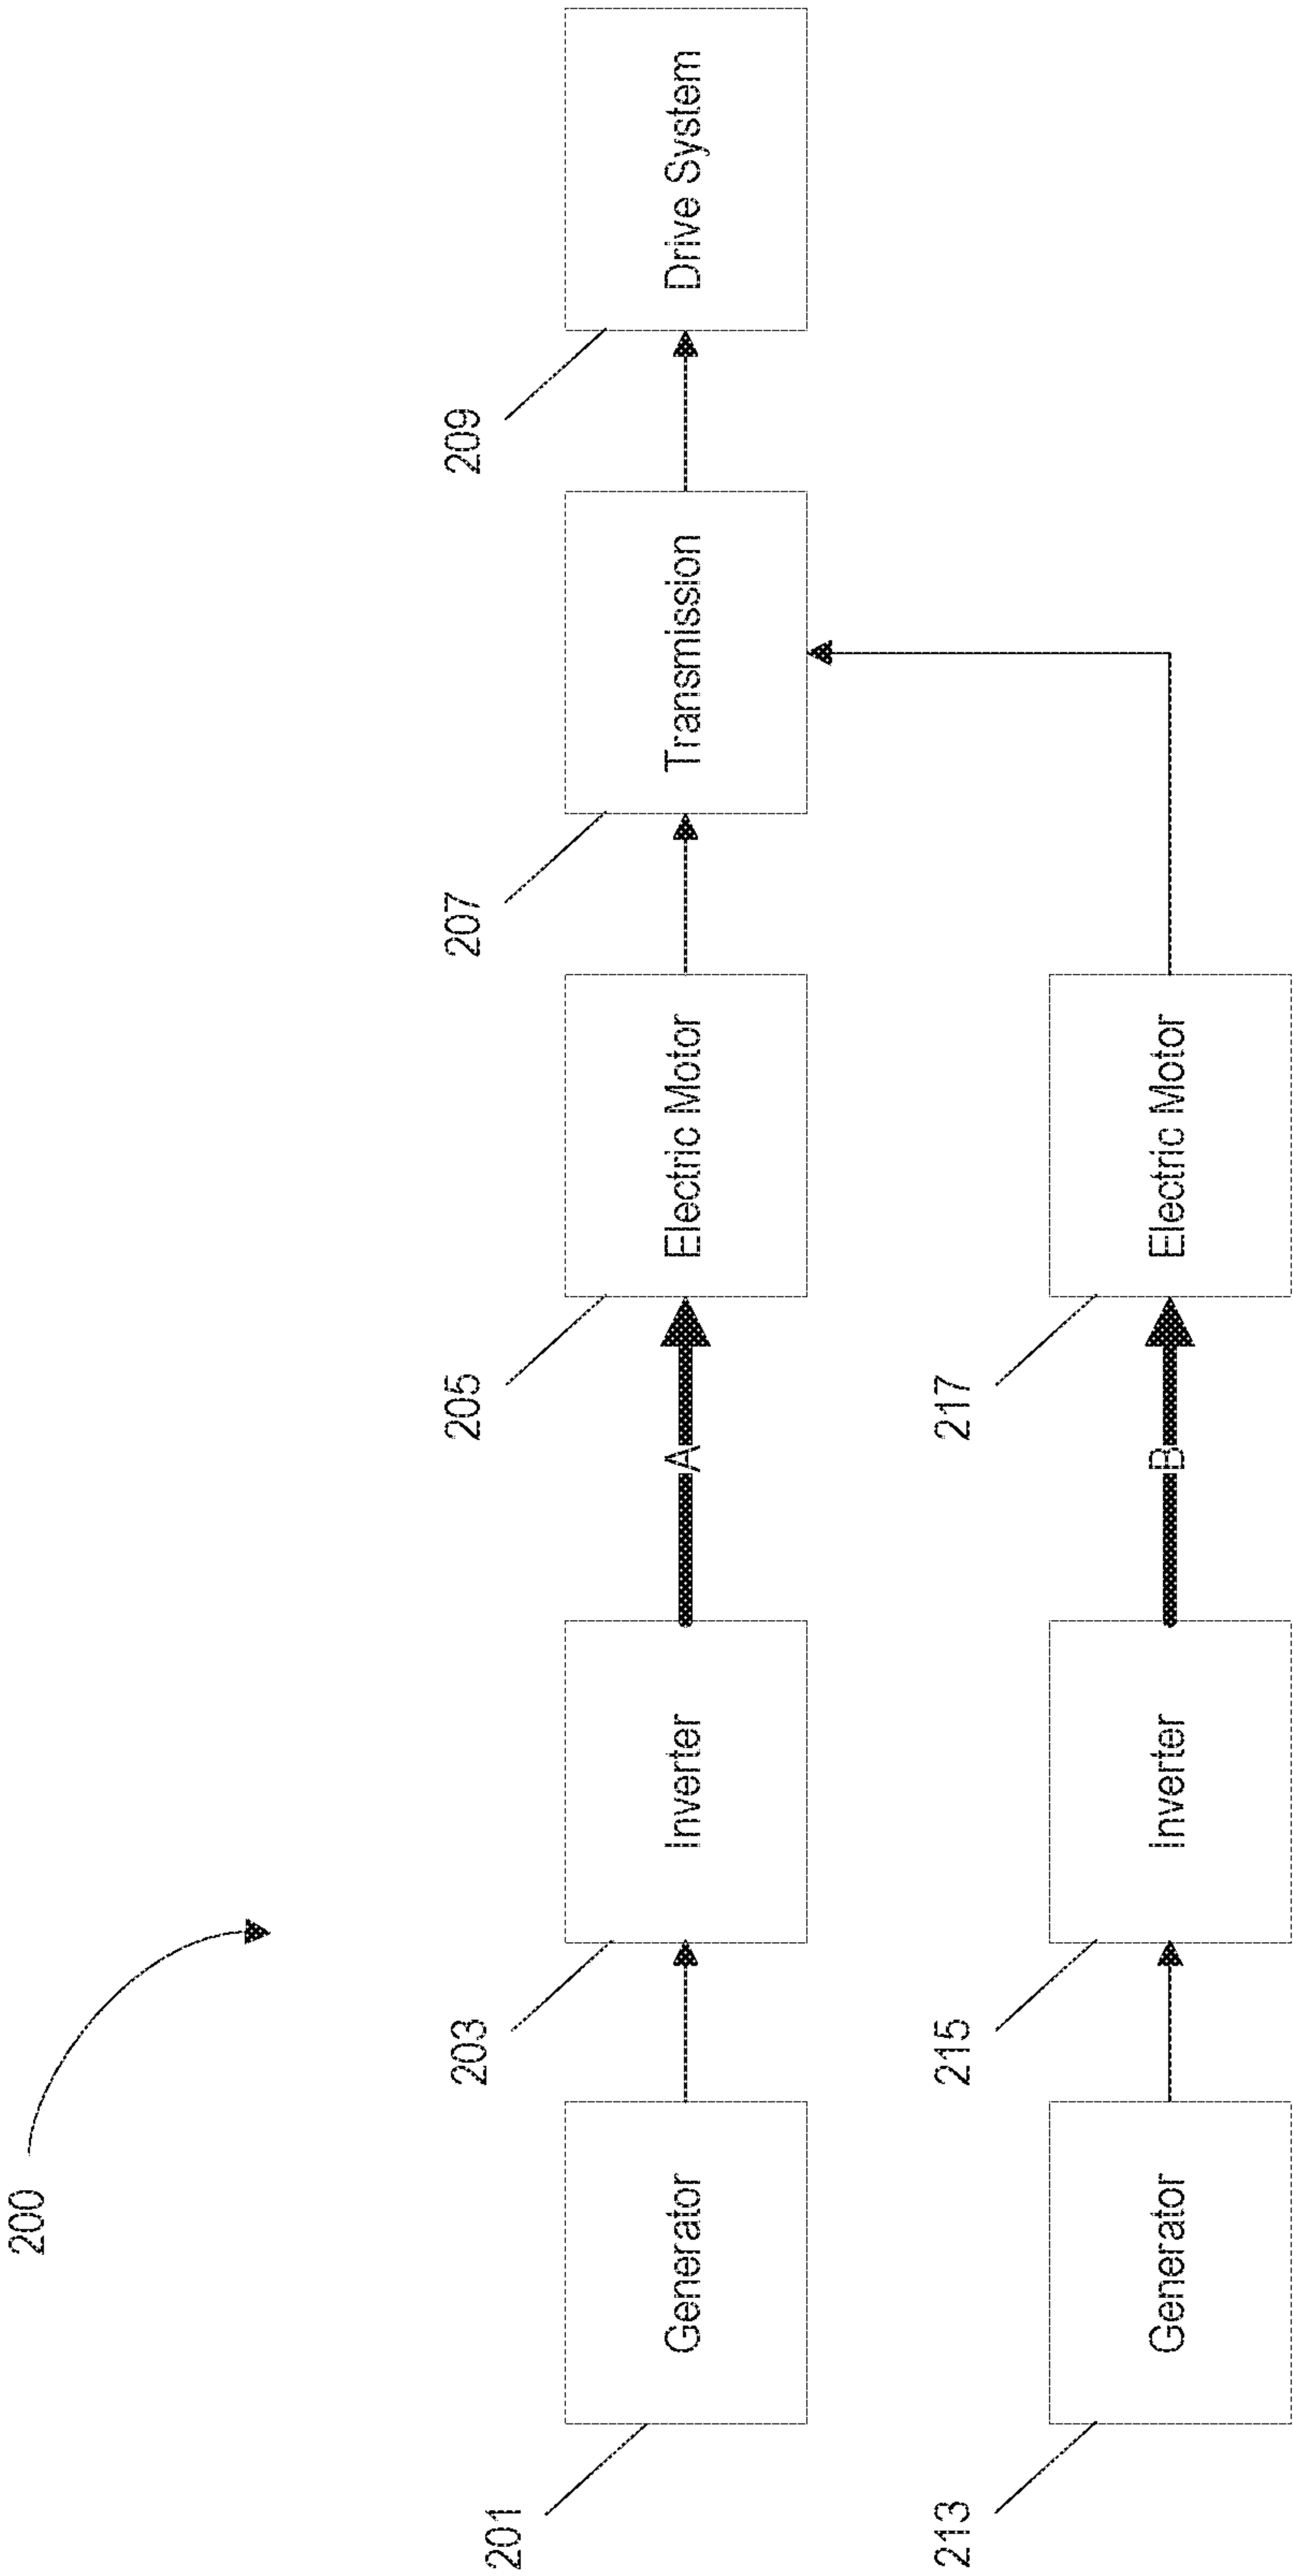 200
201
Generator
203
Inverter
A
205
Electric Motor
207
Transmission
209
Drive System
213
Generator
215
Inverter
B
217
Electric Motor